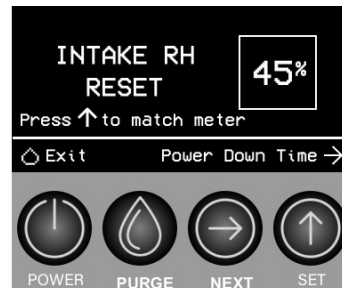 INTAKE RH
RESET
45%
Press ↑ to match meter
Exit Power Down Time →
POWER PURGE NEXT SET